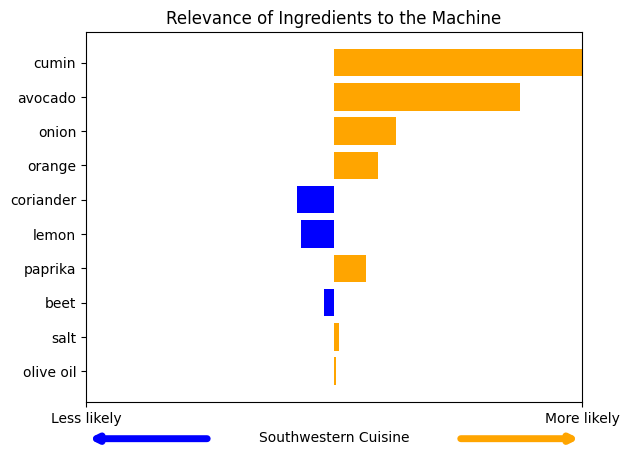 Relevance of Ingredients to the Machine
cumin
avocado
onion
orange
coriander
lemon
paprika
beet
salt
olive oil
Less likely
More likely
Southwestern Cuisine